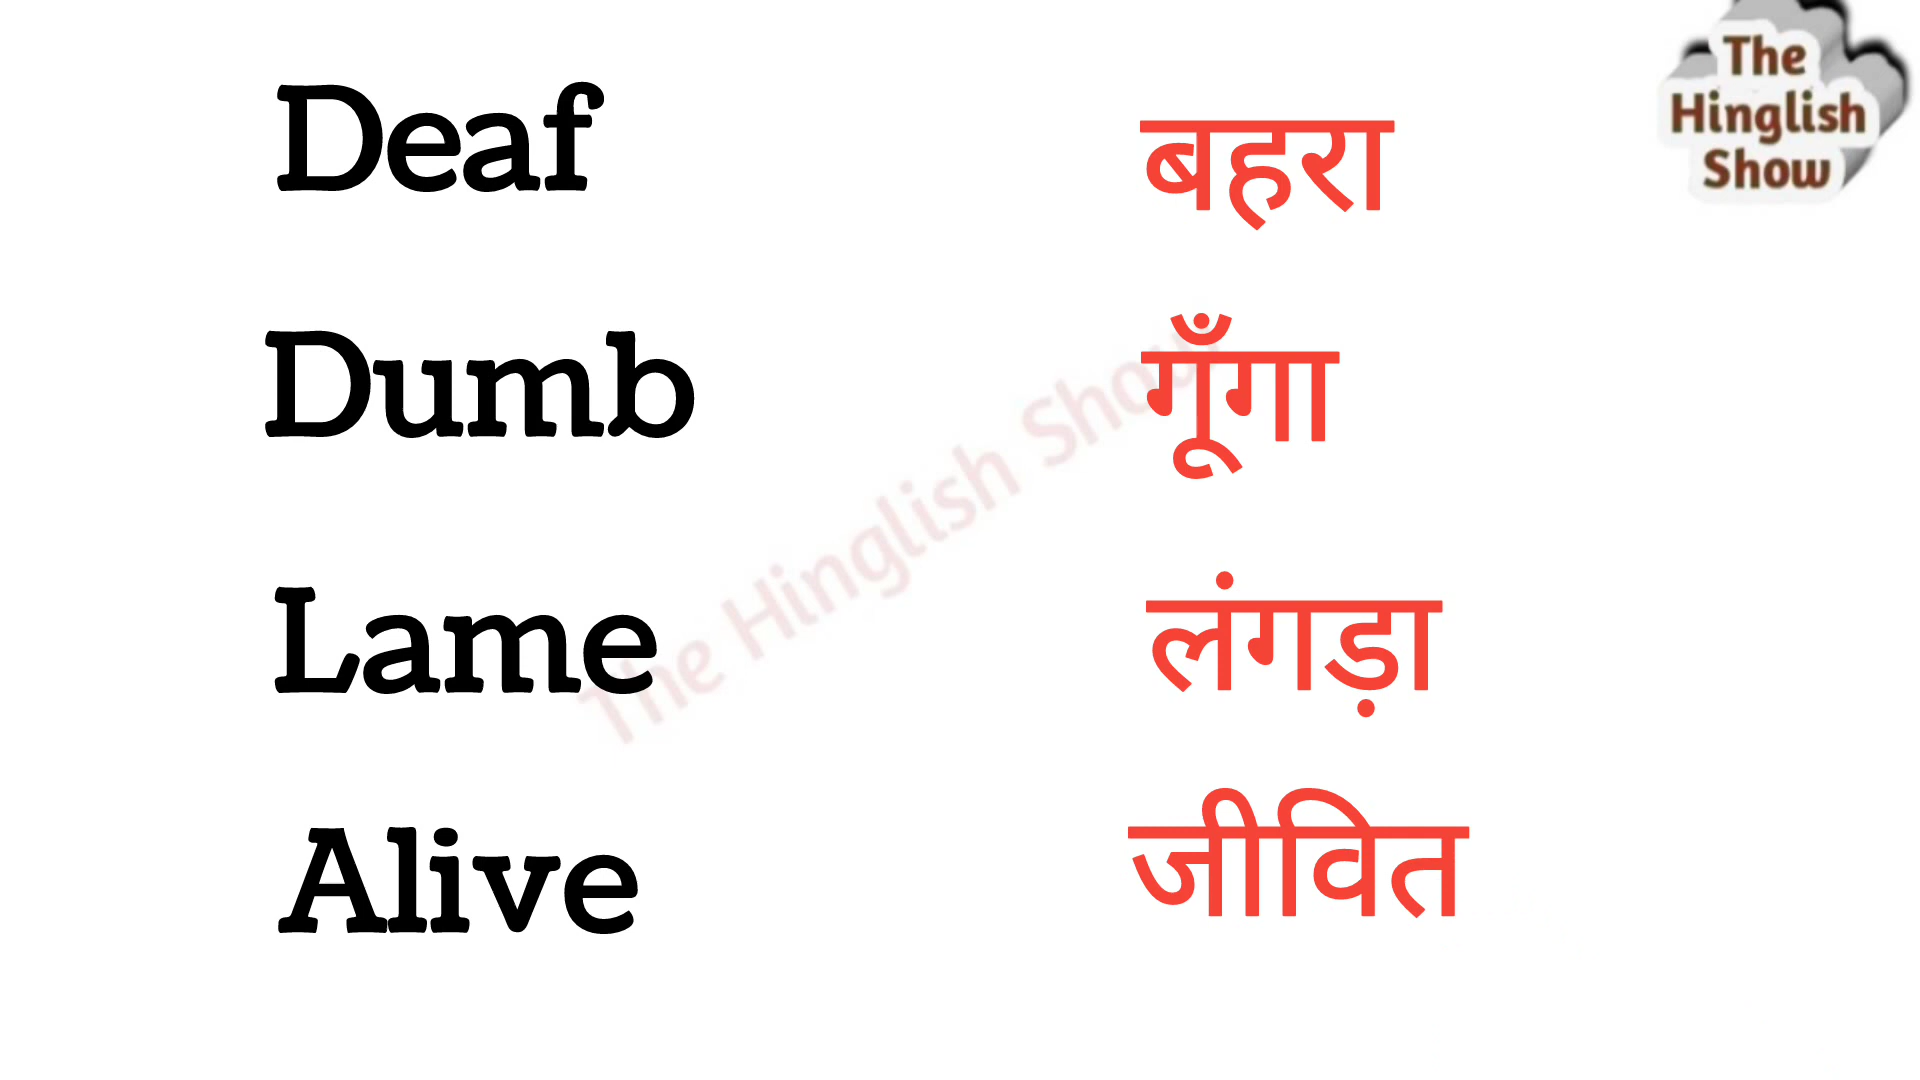 The
Hinglish
Show
Deaf बहरा
Dumb गूँगा
Lame लंगड़ा
Alive जीवित
The Hinglish Show